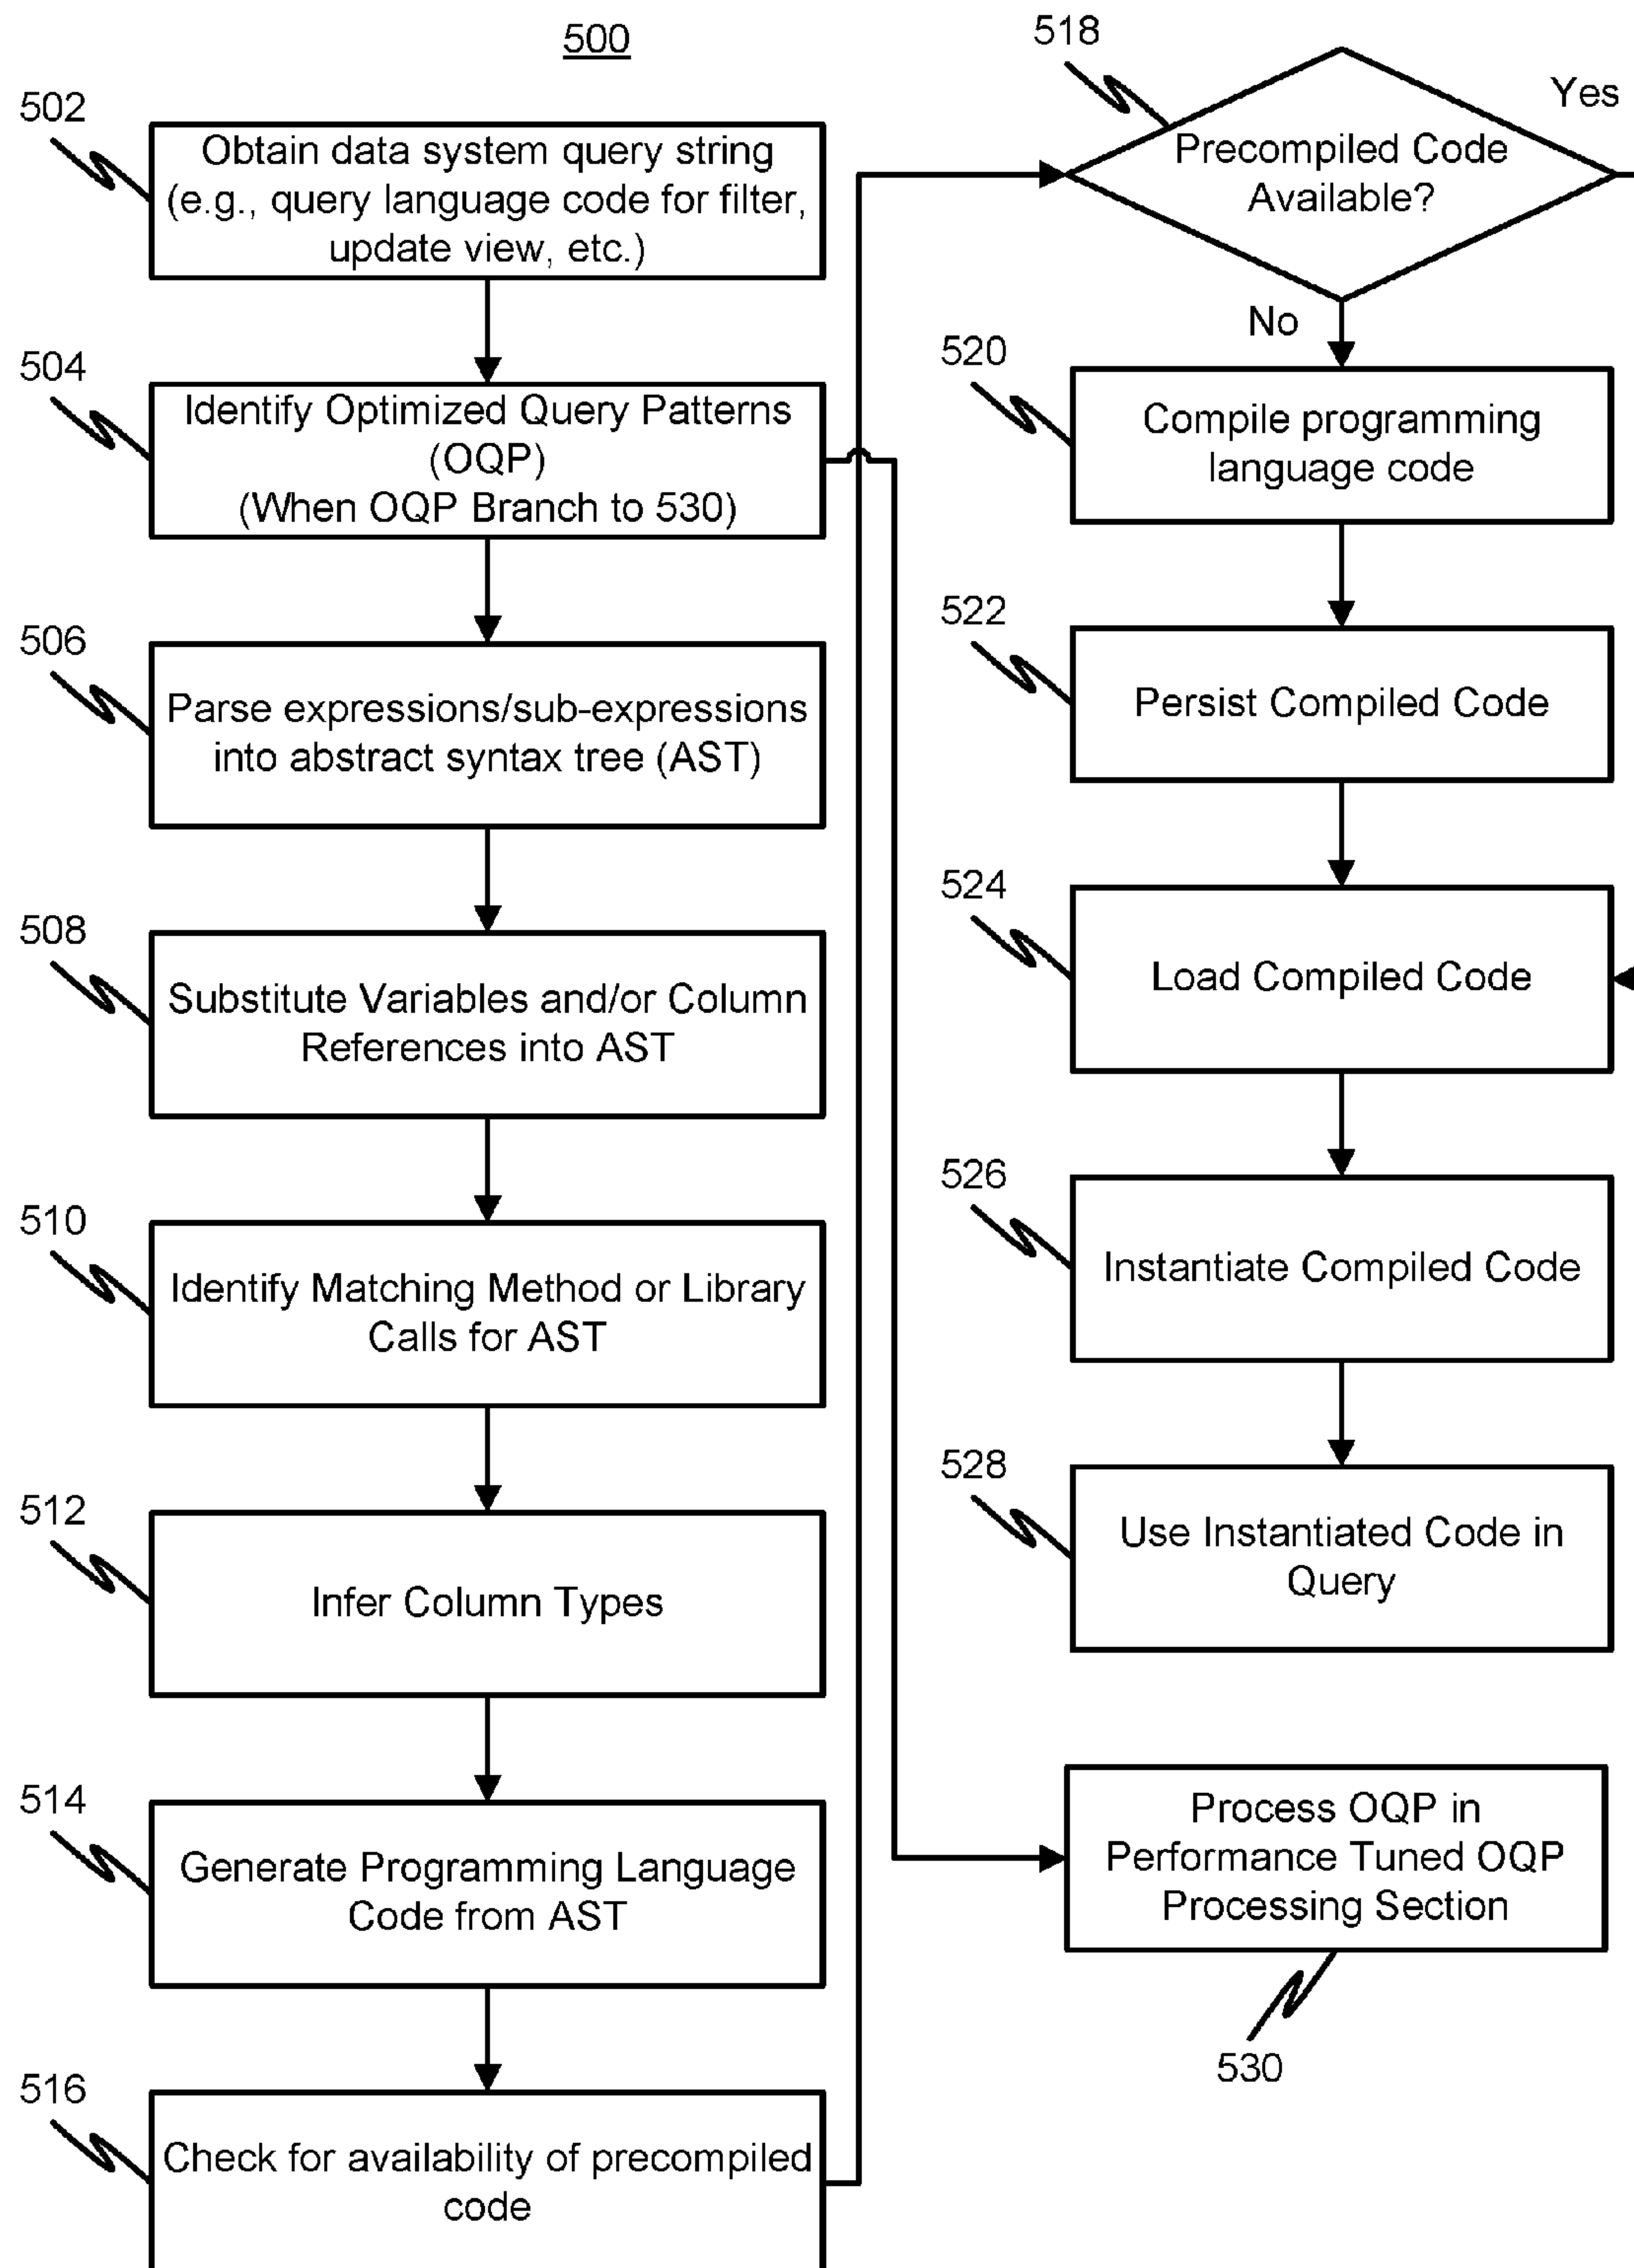 500
502
Obtain data system query string
(e.g., query language code for filter,
update view, etc.)
504
Identify Optimized Query Patterns
(OQP)
(When OQP Branch to 530)
506
Parse expressions/sub-expressions
into abstract syntax tree (AST)
508
Substitute Variables and/or Column
References into AST
510
Identify Matching Method or Library
Calls for AST
512
Infer Column Types
514
Generate Programming Language
Code from AST
516
Check for availability of precompiled
code
518
Precompiled Code
Available?
Yes
No
520
Compile programming
language code
522
Persist Compiled Code
524
Load Compiled Code
526
Instantiate Compiled Code
528
Use Instantiated Code in
Query
Process OQP in
Performance Tuned OQP
Processing Section
530